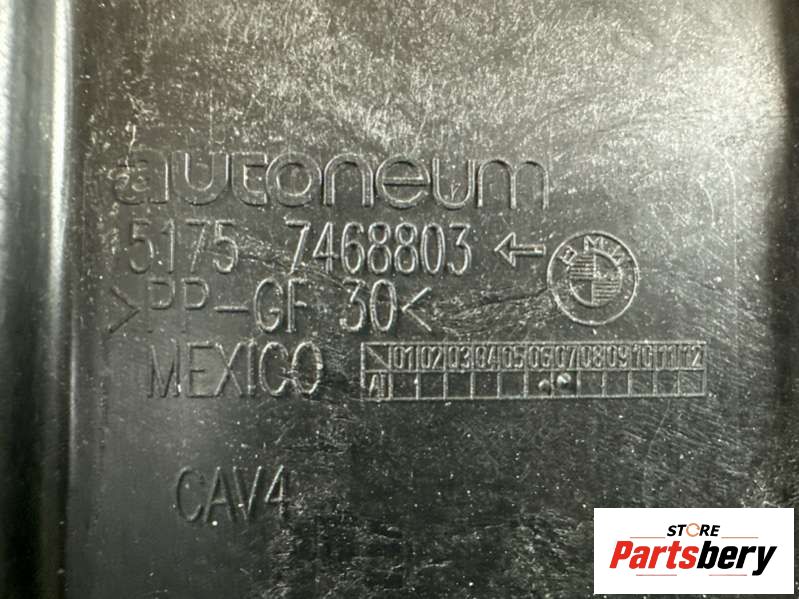 autoneum
5175 7468803 ←
BMW
>PP-GF 30<
MEXICO
01 02 03 04 05 06 07 08 09 10 11 12
CAV4
STORE
Partsbery